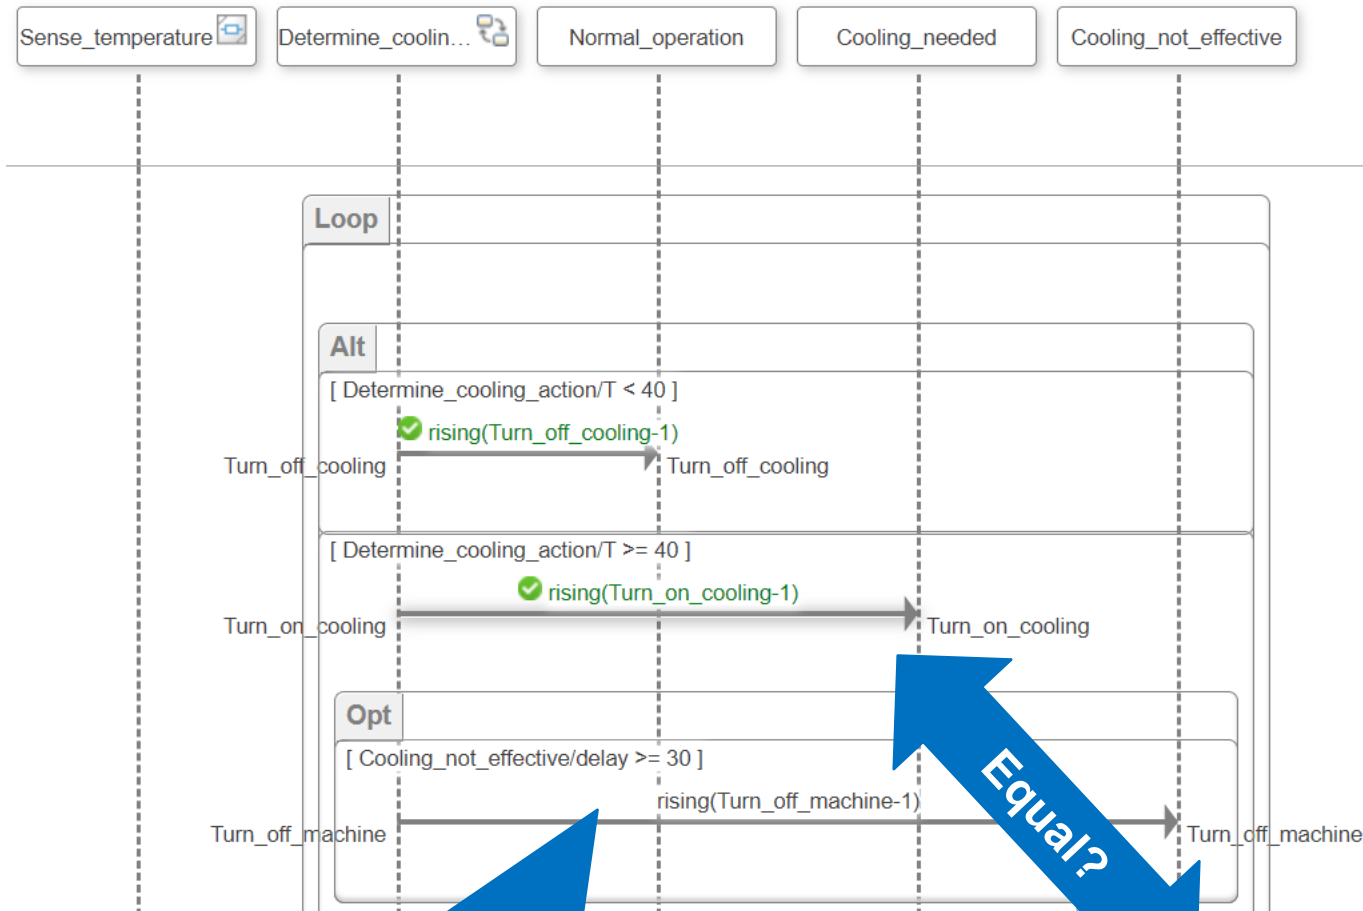 Sense_temperature
Determine_coolin...
Normal_operation
Cooling_needed
Cooling_not_effective
Loop
Alt
[ Determine_cooling_action/T < 40 ]
rising(Turn_off_cooling-1)
Turn_off_cooling
Turn_off_cooling
[ Determine_cooling_action/T >= 40 ]
rising(Turn_on_cooling-1)
Turn_on_cooling
Turn_on_cooling
Opt
[ Cooling_not_effective/delay >= 30 ]
rising(Turn_off_machine-1)
Turn_off_machine
Turn_off_machine
Equal?